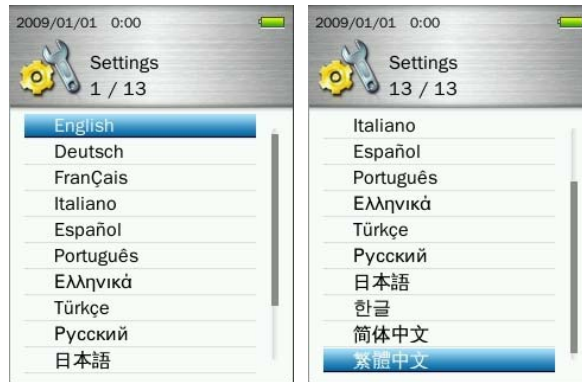 2009/01/01 0:00
Settings
1 / 13
English
Deutsch
FranÇais
Italiano
Español
Português
Ελληνικά
Türkçe
Русский
日本語
2009/01/01 0:00
Settings
13 / 13
Italiano
Español
Português
Ελληνικά
Türkçe
Русский
日本語
한글
简体中文
繁體中文